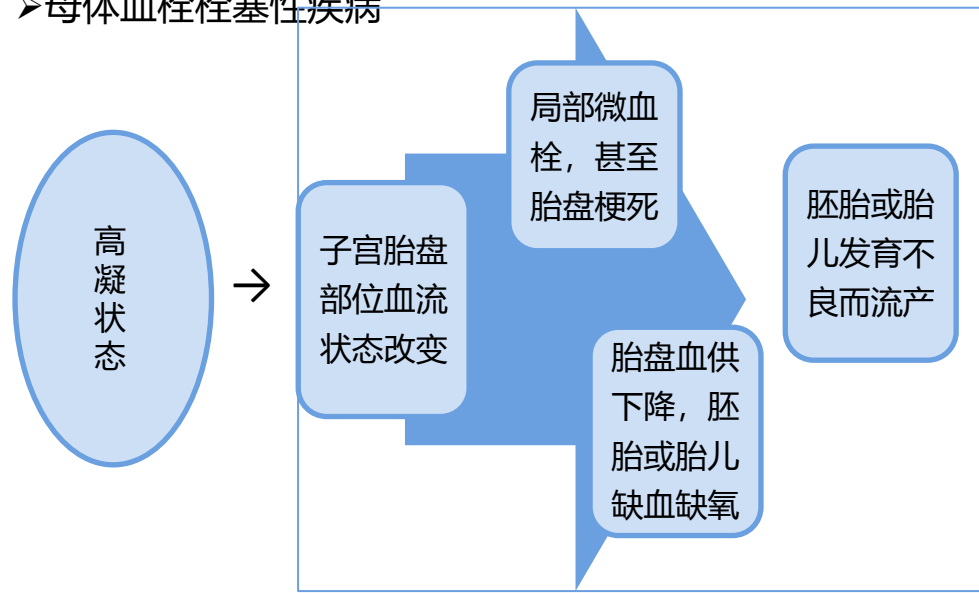 ➢母体血栓栓塞性疾病
高
凝
状
态
→
子宫胎盘
部位血流
状态改变
局部微血
栓，甚至
胎盘梗死
胎盘血供
下降，胚
胎或胎儿
缺血缺氧
胚胎或胎
儿发育不
良而流产